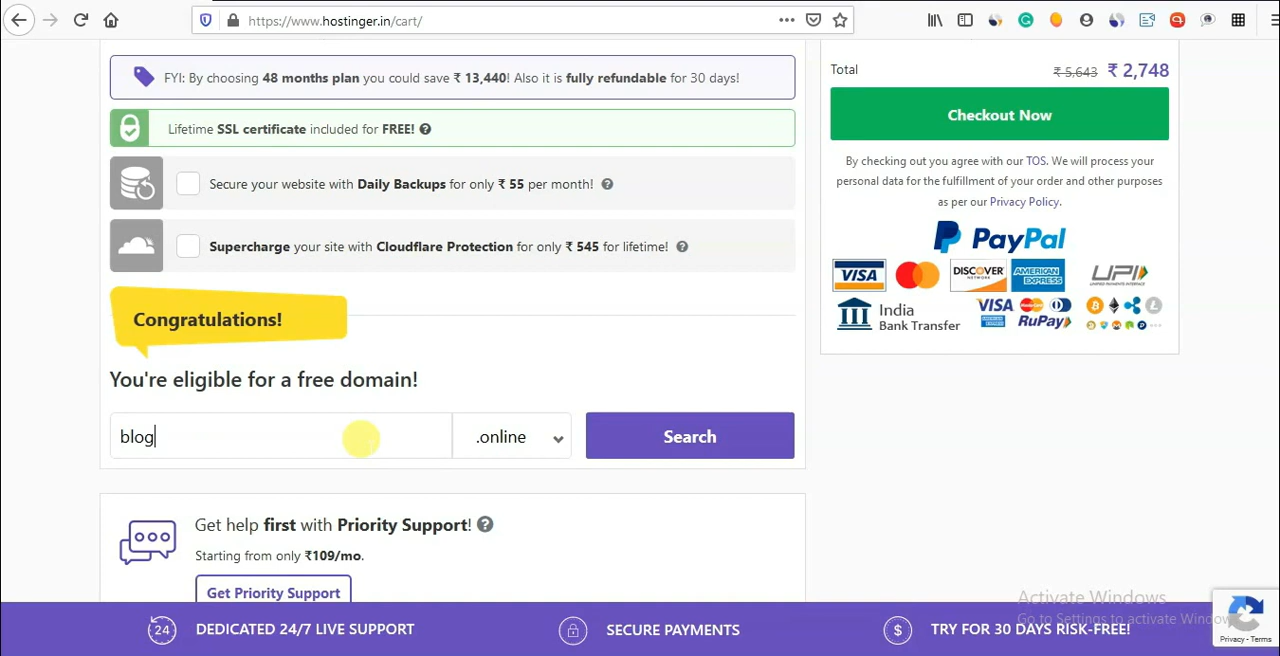 https://www.hostinger.in/cart/
FYI: By choosing 48 months plan you could save ₹ 13,440! Also it is fully refundable for 30 days!
Lifetime SSL certificate included for FREE! ?
Secure your website with Daily Backups for only ₹ 55 per month! ?
Supercharge your site with Cloudflare Protection for only ₹ 545 for lifetime! ?
Congratulations!
You're eligible for a free domain!
blog
.online
Search
Get help first with Priority Support! ?
Starting from only ₹109/mo.
Get Priority Support
Total ₹ 5,643 ₹ 2,748
Checkout Now
By checking out you agree with our TOS. We will process your
personal data for the fulfillment of your order and other purposes
as per our Privacy Policy.
PayPal
VISA
DISCOVER
NETWORK
AMERICAN
EXPRESS
UPI
UNIFIED PAYMENTS INTERFACE
India
Bank Transfer
VISA
RuPay
Activate Windows
Go to Settings to activate Windows.
24 DEDICATED 24/7 LIVE SUPPORT
SECURE PAYMENTS
$ TRY FOR 30 DAYS RISK-FREE!
Privacy - Terms